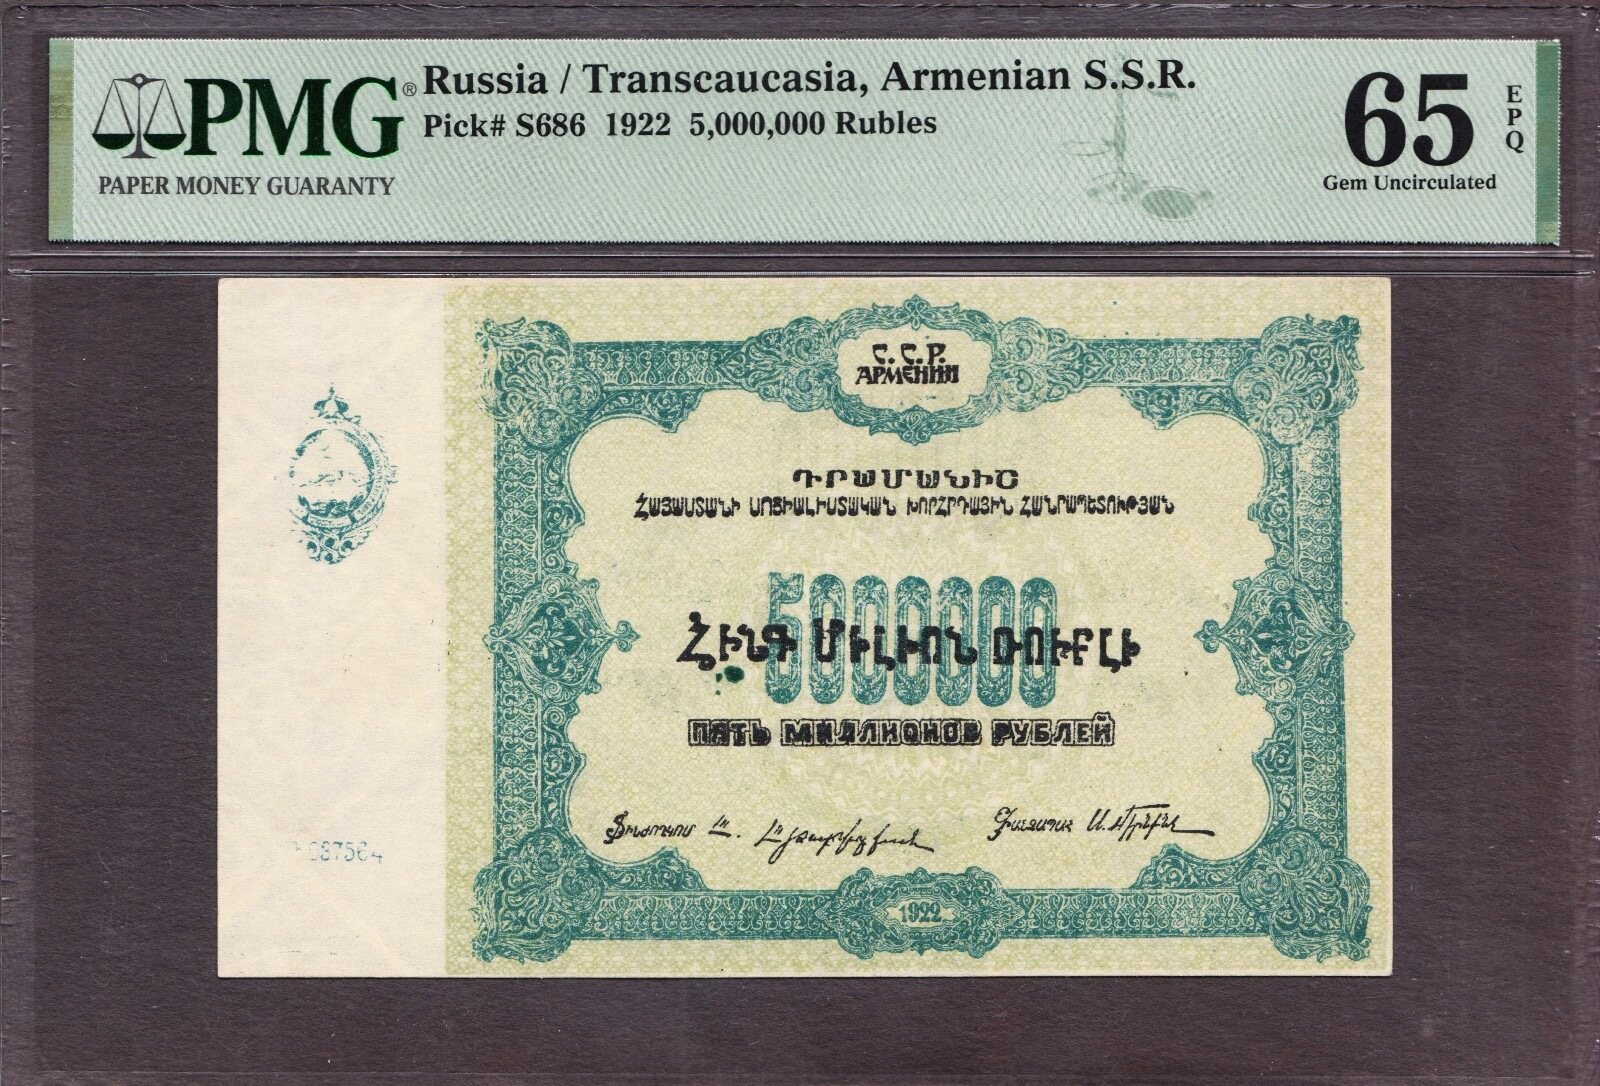 PMG®
PAPER MONEY GUARANTY
Russia / Transcaucasia, Armenian S.S.R.
Pick# S686 1922 5,000,000 Rubles
65
EPQ
Gem Uncirculated
С. С. Р.
АРМЕНИИ
ԴՐԱՄԱՆԻՇ
ՀԱՅԱՍՏԱՆԻ ՍՈՑԻԱԼԻՍՏԱԿԱՆ ԽՈՐՀՐԴԱՅԻՆ ՀԱՆՐԱՊԵՏՈՒԹՅԱՆ
5000000
ՀԻՆԳ ՄԻԼԻՈՆ ՌՈՒԲԼԻ
ПЯТЬ МИЛЛИОНОВ РУБЛЕЙ
1922